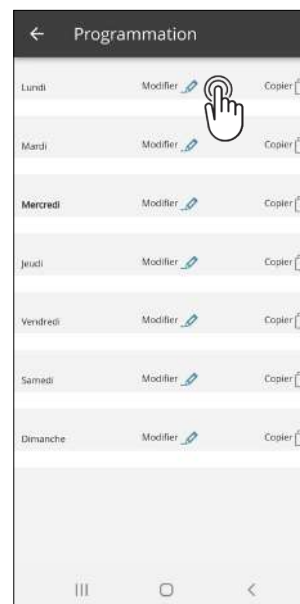 Programmation
Lundi Modifier Copier
Mardi Modifier Copier
Mercredi Modifier Copier
Jeudi Modifier Copier
Vendredi Modifier Copier
Samedi Modifier Copier
Dimanche Modifier Copier